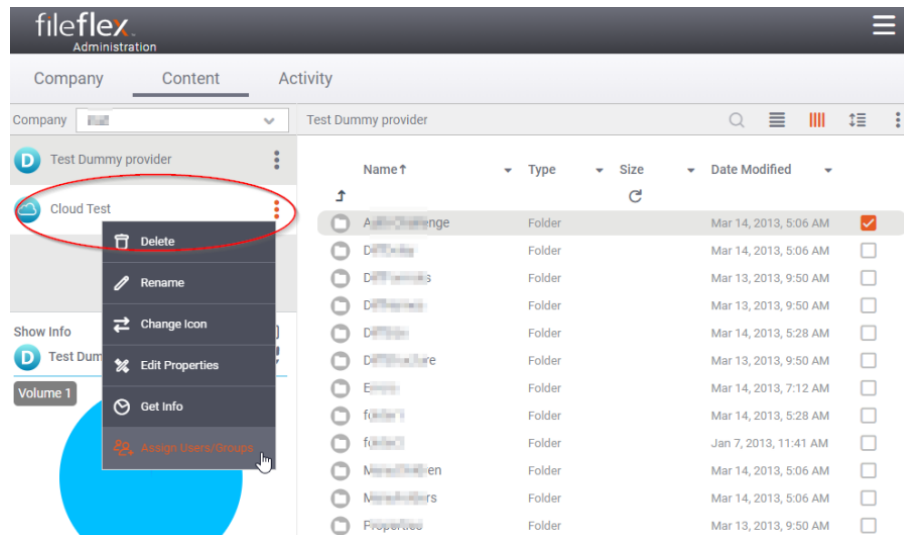 fileflex
Administration
Company Content Activity
Company
Test Dummy provider
Test Dummy provider
Cloud Test
Delete
Rename
Change Icon
Edit Properties
Get Info
Assign Users/Groups
Show Info
Test Dum
Volume 1
Name Type Size Date Modified
Folder Mar 14, 2013, 5:06 AM
Folder Mar 14, 2013, 5:06 AM
Folder Mar 13, 2013, 9:50 AM
Folder Mar 13, 2013, 9:50 AM
Folder Mar 14, 2013, 5:28 AM
Folder Mar 13, 2013, 9:50 AM
Folder Mar 14, 2013, 7:12 AM
Folder Mar 14, 2013, 5:28 AM
Folder Jan 7, 2013, 11:41 AM
Folder Mar 14, 2013, 5:06 AM
Folder Mar 14, 2013, 5:06 AM
Folder Mar 13, 2013, 9:50 AM